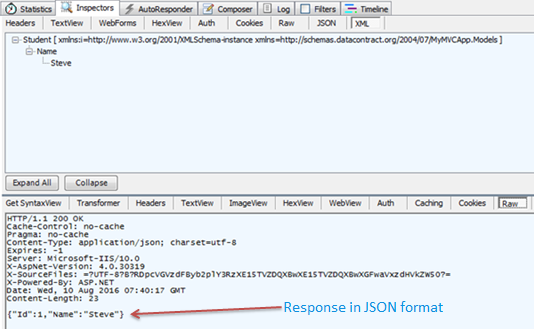 Statistics Inspectors AutoResponder Composer Log Filters Timeline
Headers TextView WebForms HexView Auth Cookies Raw JSON XML
Student [ xmlns:i=http://www.w3.org/2001/XMLSchema-instance xmlns=http://schemas.datacontract.org/2004/07/MyMVCApp.Models ]
Name
Steve
Expand All Collapse
Get SyntaxView Transformer Headers TextView ImageView HexView WebView Auth Caching Cookies Raw
HTTP/1.1 200 OK
Cache-Control: no-cache
Pragma: no-cache
Content-Type: application/json; charset=utf-8
Expires: -1
Server: Microsoft-IIS/10.0
X-AspNet-Version: 4.0.30319
X-Powered-By: ASP.NET
Date: Wed, 10 Aug 2016 07:40:17 GMT
Content-Length: 23
{"Id":1,"Name":"Steve"}
Response in JSON format